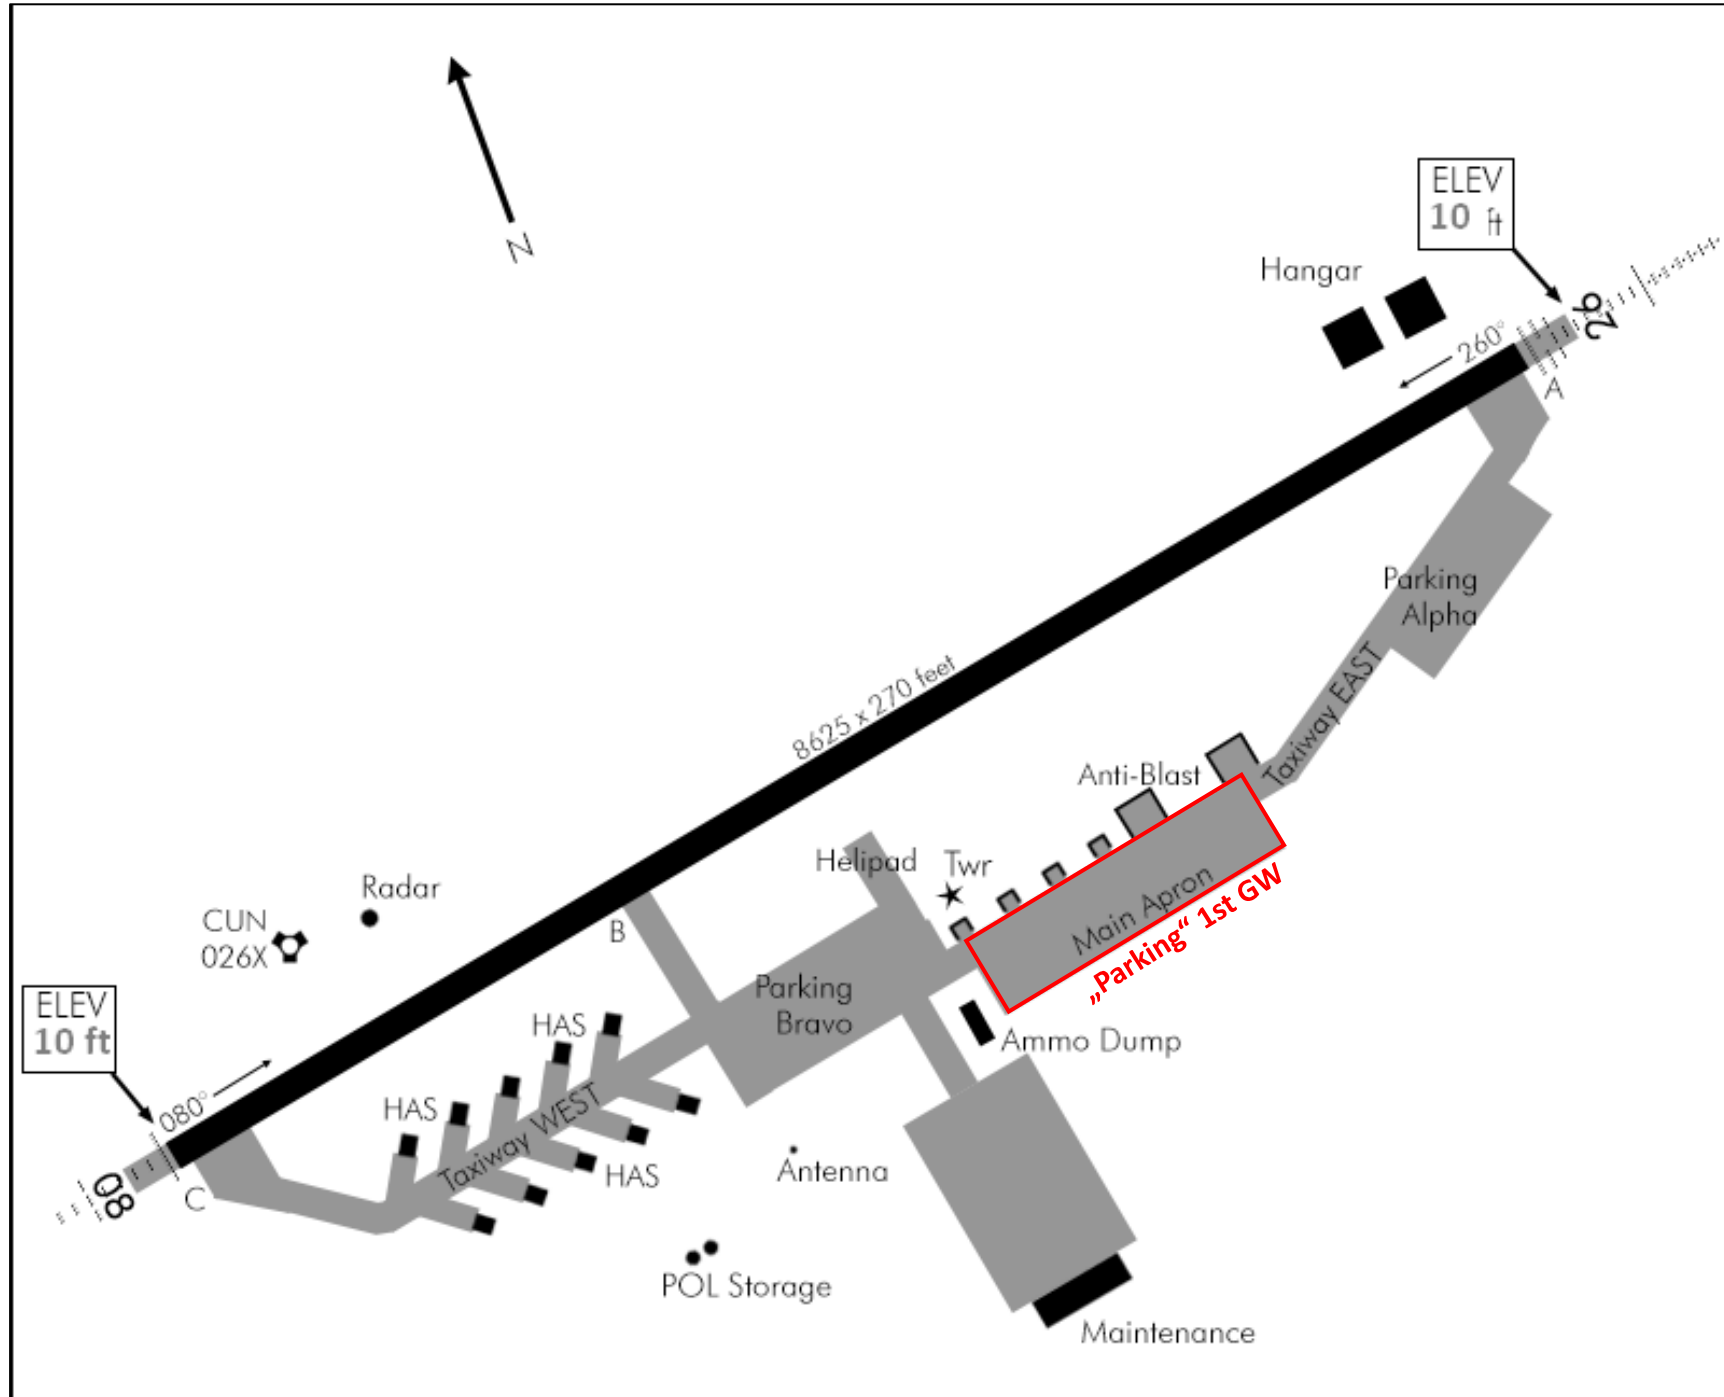 N
ELEV
10 ft
Hangar
26
260°
A
Parking
Alpha
8625 x 270 feet
Taxiway EAST
Anti-Blast
Helipad
Twr
Radar
CUN
026X
B
Main Apron
„Parking“ 1st GW
Parking
Bravo
ELEV
10 ft
HAS
Ammo Dump
080°
HAS
Taxiway WEST
HAS
Antenna
08
C
POL Storage
Maintenance